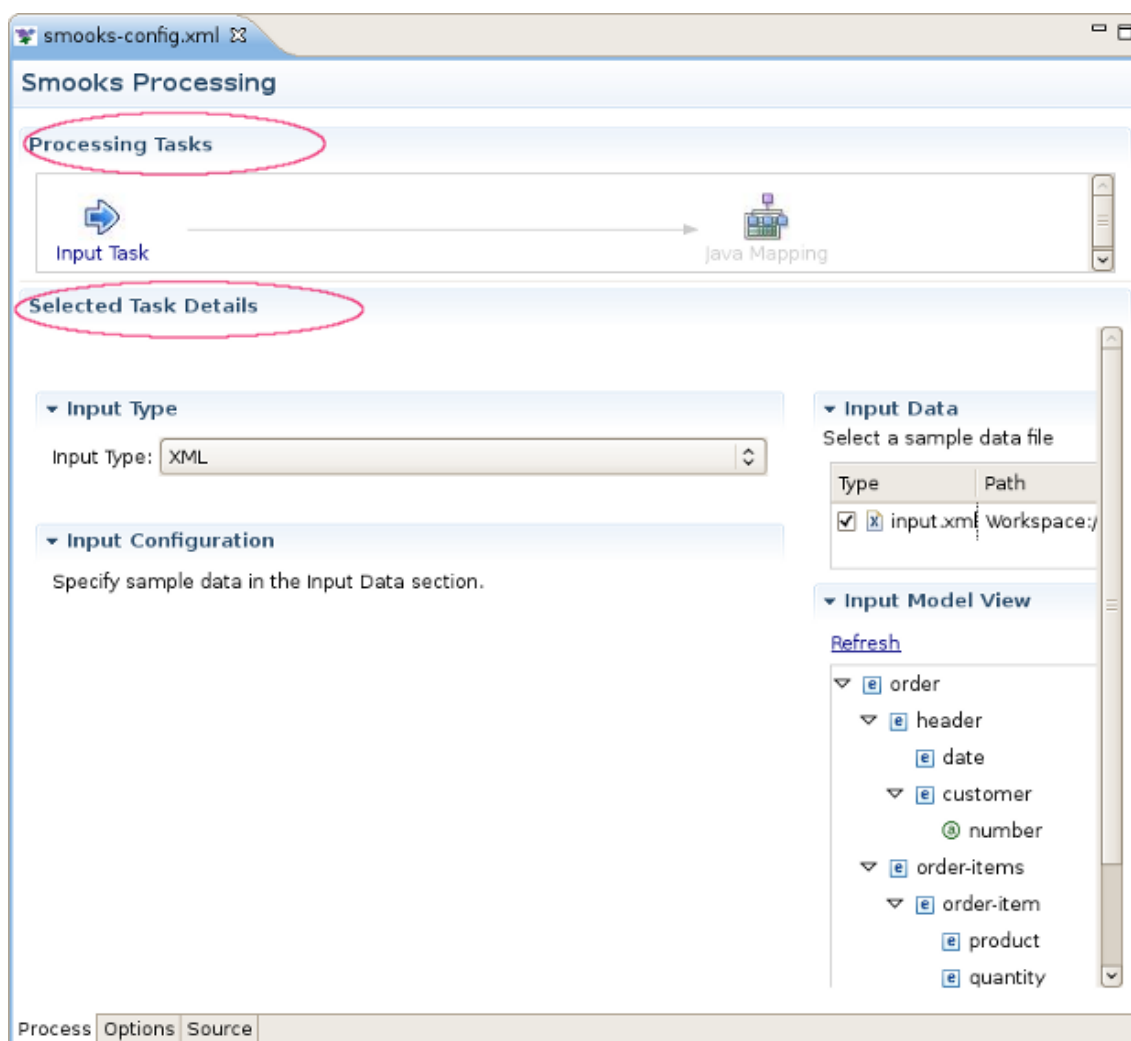 smooks-config.xml
Smooks Processing
Processing Tasks
Input Task
Java Mapping
Selected Task Details
Input Type
Input Type: XML
Input Configuration
Specify sample data in the Input Data section.
Input Data
Select a sample data file
Type Path
input.xml Workspace:/
Input Model View
Refresh
e order
e header
e date
e customer
a number
e order-items
e order-item
e product
e quantity
Process Options Source